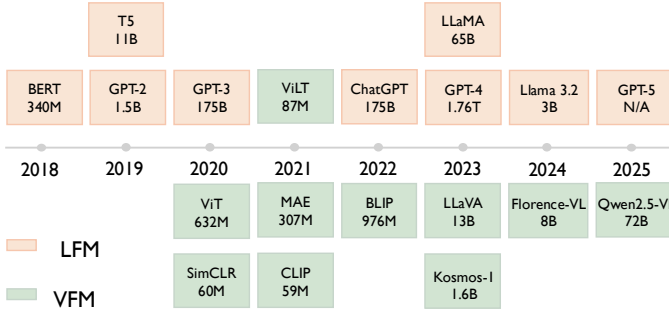 T5
11B
LLaMA
65B
BERT
340M
GPT-2
1.5B
GPT-3
175B
ViLT
87M
ChatGPT
175B
GPT-4
1.76T
Llama 3.2
3B
GPT-5
N/A
2018
2019
2020
2021
2022
2023
2024
2025
ViT
632M
MAE
307M
BLIP
976M
LLaVA
13B
Florence-VL
8B
Qwen2.5-V
72B
LFM
SimCLR
60M
CLIP
59M
Kosmos-1
1.6B
VFM